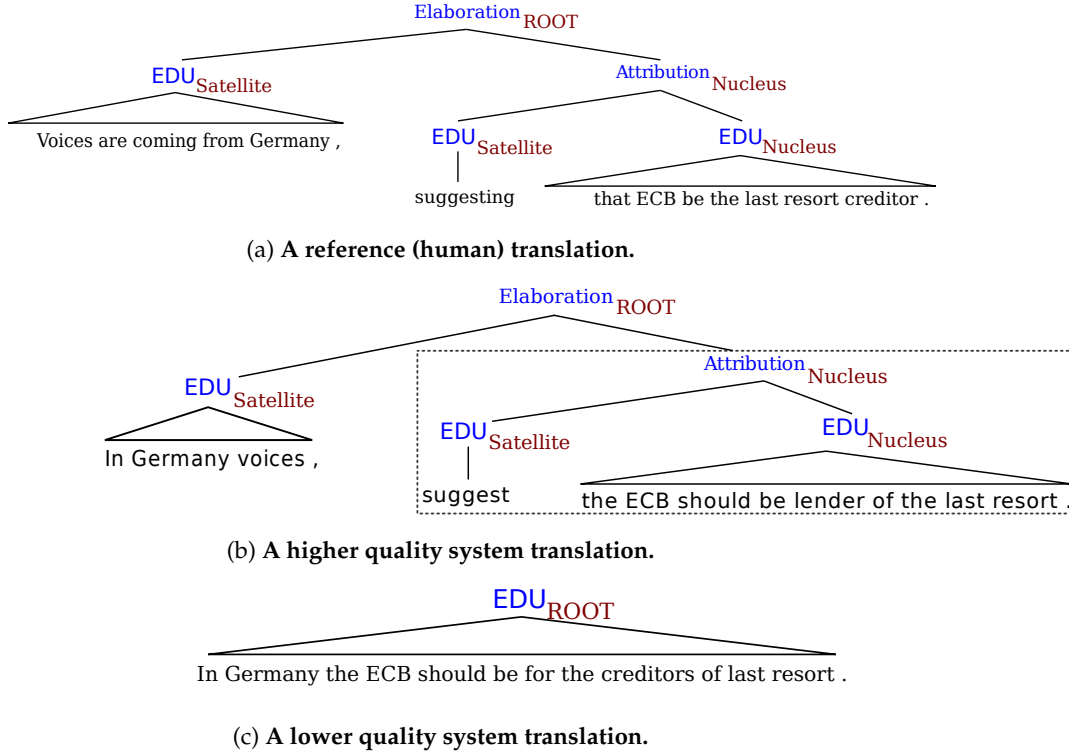 Elaboration ROOT
EDU Satellite Attribution Nucleus
Voices are coming from Germany , EDU Satellite EDU Nucleus
suggesting that ECB be the last resort creditor .
(a) A reference (human) translation.
Elaboration ROOT
Attribution Nucleus
EDU Satellite
EDU Satellite EDU Nucleus
In Germany voices ,
suggest the ECB should be lender of the last resort .
(b) A higher quality system translation.
EDU ROOT
In Germany the ECB should be for the creditors of last resort .
(c) A lower quality system translation.